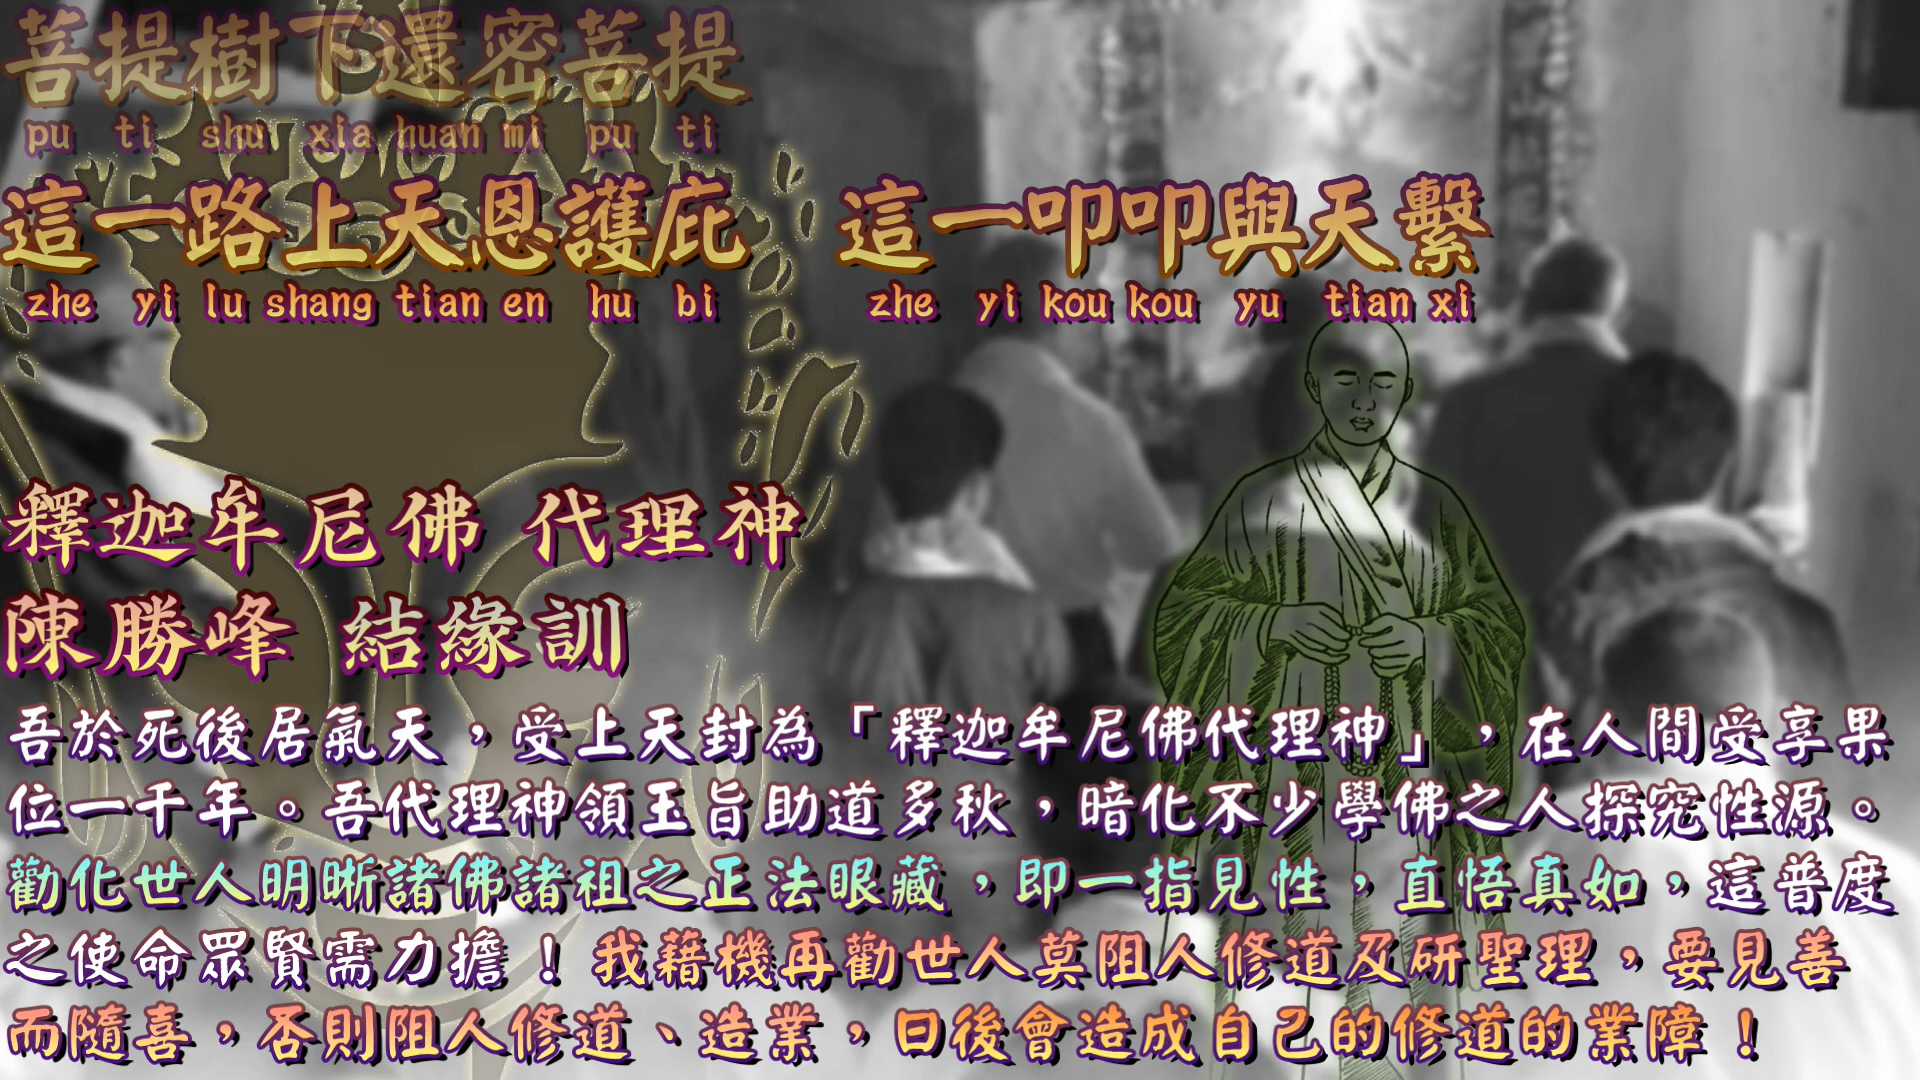 菩提樹下還密菩提
pu ti shu xia huan mi pu ti
這一路上天恩護庇 這一叩叩與天繫
zhe yi lu shang tian en hu bi zhe yi kou kou yu tian xi
釋迦牟尼佛 代理神
陳勝峰 結緣訓
吾於死後居氣天，受上天封為「釋迦牟尼佛代理神」，在人間受享果
位一千年。吾代理神領玉旨助道多秋，暗化不少學佛之人探究性源。
勸化世人明晰諸佛諸祖之正法眼藏，即一指見性，直悟真如，這普度
之使命眾賢需力擔！我藉機再勸世人莫阻人修道及研聖理，要見善
而隨喜，否則阻人修道、造業，日後會造成自己的修道的業障！